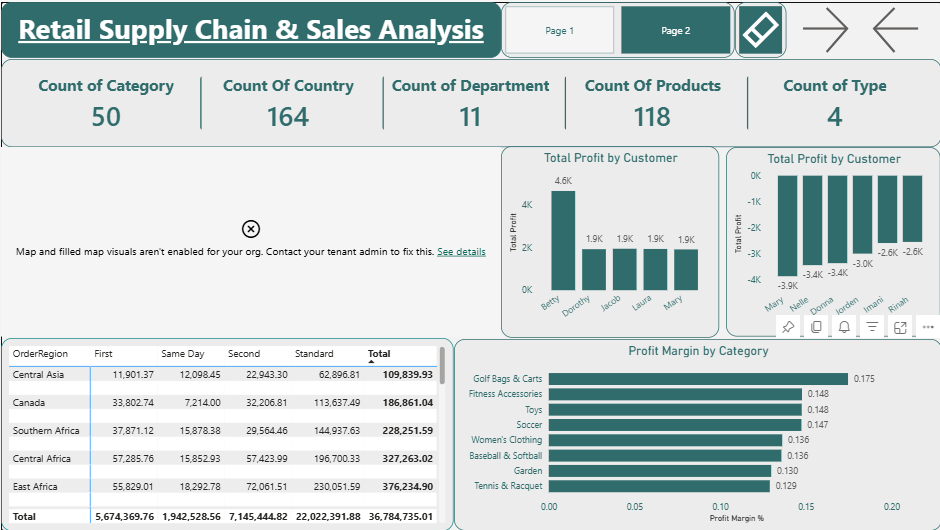 Retail Supply Chain & Sales Analysis
Page 1
Page 2
Count of Category
50
Count Of Country
164
Count of Department
11
Count Of Products
118
Count of Type
4
Map and filled map visuals aren't enabled for your org. Contact your tenant admin to fix this. See details
Total Profit by Customer
Total Profit
4K
2K
0K
4.6K
1.9K
1.9K
1.9K
1.9K
Betty
Dorothy
Jacob
Laura
Mary
Total Profit by Customer
Total Profit
0K
-1K
-2K
-3K
-4K
-3.9K
-3.4K
-3.4K
-3.0K
-2.6K
-2.6K
Mary
Nelle
Donna
Jorden
Imani
Rinah
OrderRegion First Same Day Second Standard Total
Central Asia 11,901.37 12,098.45 22,943.30 62,896.81 109,839.93
Canada 33,802.74 7,214.00 32,206.81 113,637.49 186,861.04
Southern Africa 37,871.12 15,878.38 29,564.46 144,937.63 228,251.59
Central Africa 57,285.76 15,852.93 57,423.99 196,700.33 327,263.02
East Africa 55,829.01 18,292.78 72,061.51 230,051.59 376,234.90
Total 5,674,369.76 1,942,528.56 7,145,444.82 22,022,391.88 36,784,735.01
Profit Margin by Category
Golf Bags & Carts 0.175
Fitness Accessories 0.148
Toys 0.148
Soccer 0.147
Women's Clothing 0.136
Baseball & Softball 0.136
Garden 0.130
Tennis & Racquet 0.129
0.00 0.05 0.10 0.15 0.20
Profit Margin %